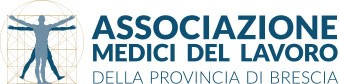 ASSOCIAZIONE
MEDICI DEL LAVORO
DELLA PROVINCIA DI BRESCIA